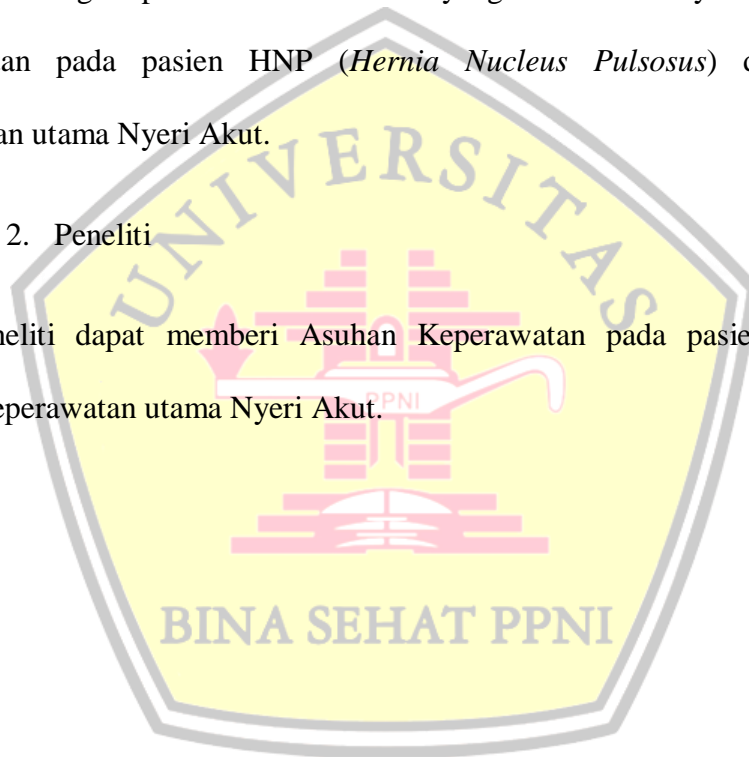 an pada pasien HNP (Hernia Nucleus Pulsosus)
an utama Nyeri Akut.
2. Peneliti
neliti dapat memberi Asuhan Keperawatan pada
eperawatan utama Nyeri Akut.
UNIVERSITAS
PPNI
BINA SEHAT PPNI